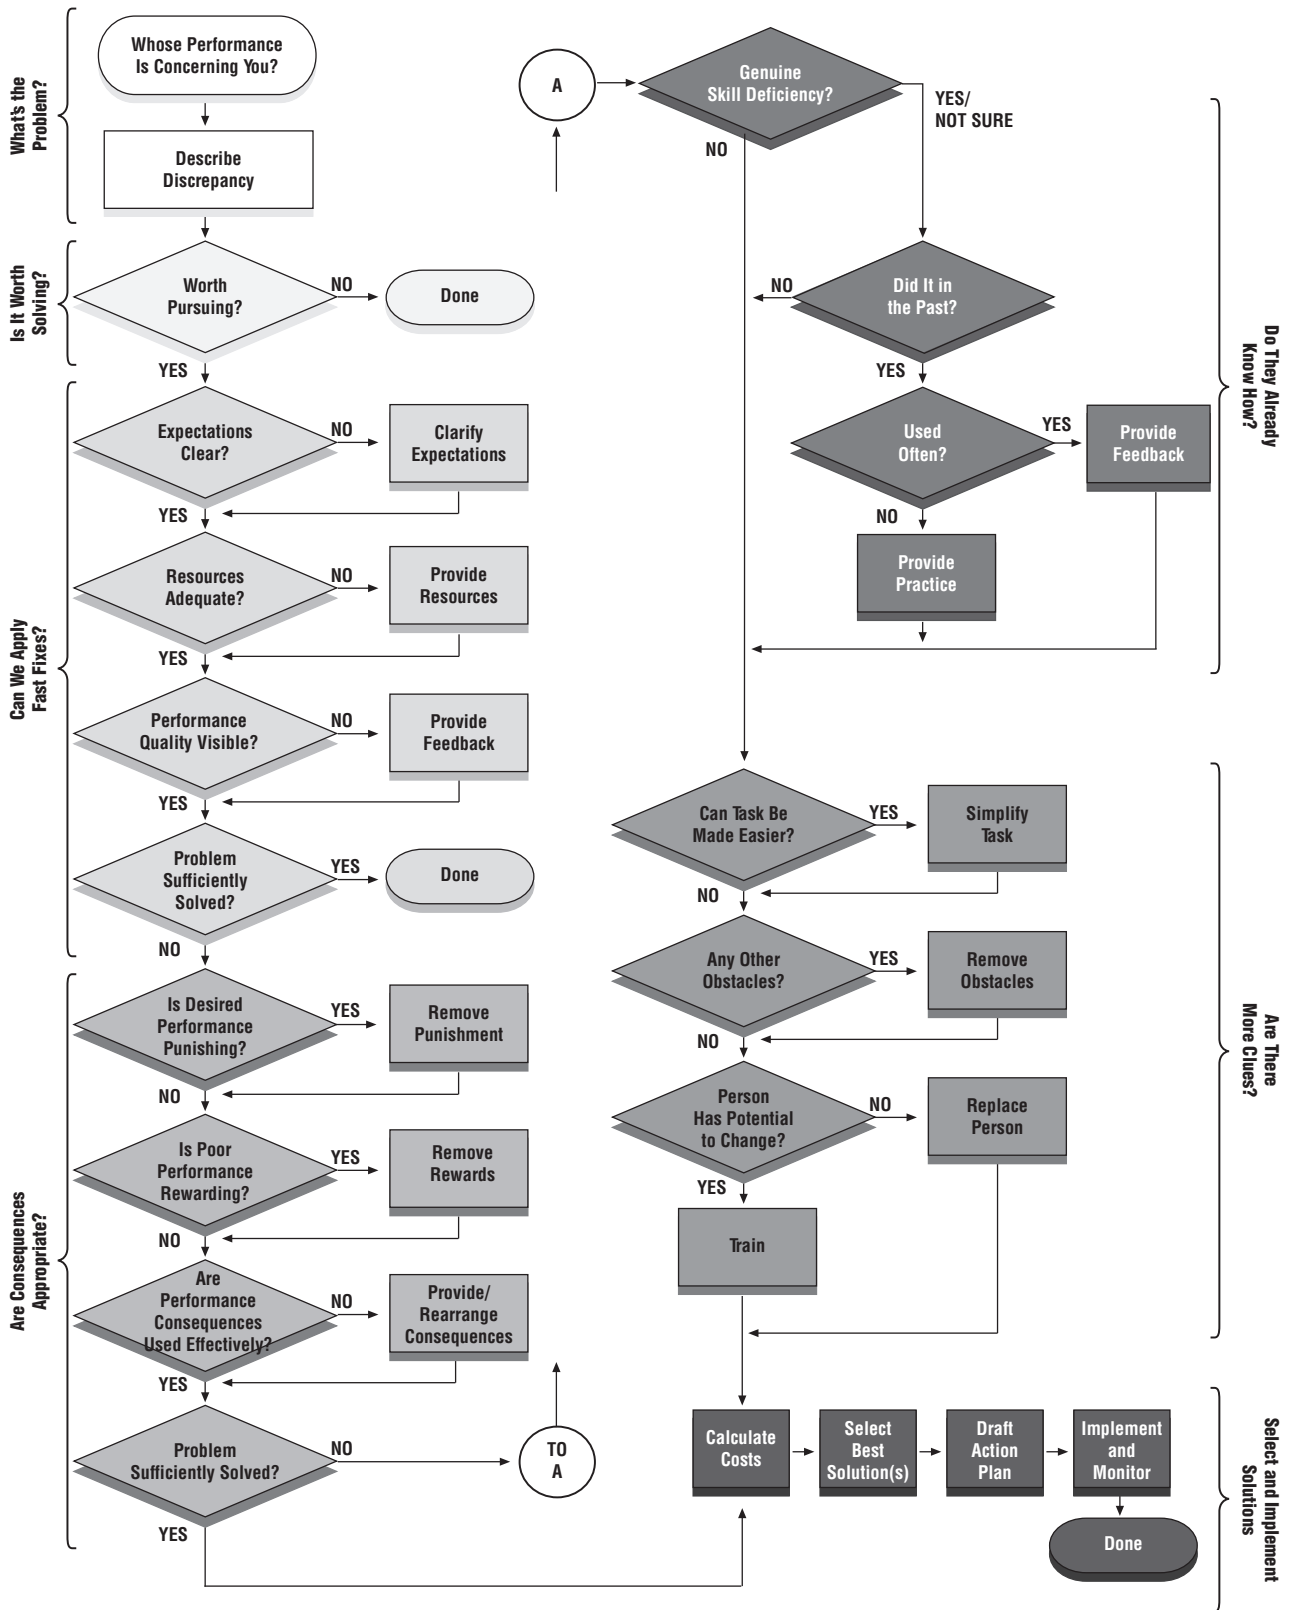 What's the
Problem?
Whose Performance
Is Concerning You?
Describe
Discrepancy
Is It Worth
Solving?
Worth
Pursuing?
NO
Done
YES
Can We Apply
Fast Fixes?
Expectations
Clear?
NO
Clarify
Expectations
YES
Resources
Adequate?
NO
Provide
Resources
YES
Performance
Quality Visible?
NO
Provide
Feedback
YES
Problem
Sufficiently
Solved?
YES
Done
NO
Are Consequences
Appropriate?
Is Desired
Performance
Punishing?
YES
Remove
Punishment
NO
Is Poor
Performance
Rewarding?
YES
Remove
Rewards
NO
Are
Performance
Consequences
Used Effectively?
NO
Provide/
Rearrange
Consequences
YES
Problem
Sufficiently Solved?
NO
TO
A
YES
A
Genuine
Skill Deficiency?
YES/
NOT SURE
NO
Do They Already
Know How?
Did It in
the Past?
NO
YES
Used
Often?
YES
Provide
Feedback
NO
Provide
Practice
Are There
More Clues?
Can Task Be
Made Easier?
YES
Simplify
Task
NO
Any Other
Obstacles?
YES
Remove
Obstacles
NO
Person
Has Potential
to Change?
NO
Replace
Person
YES
Train
Select and Implement
Solutions
Calculate
Costs
Select
Best
Solution(s)
Draft
Action
Plan
Implement
and
Monitor
Done